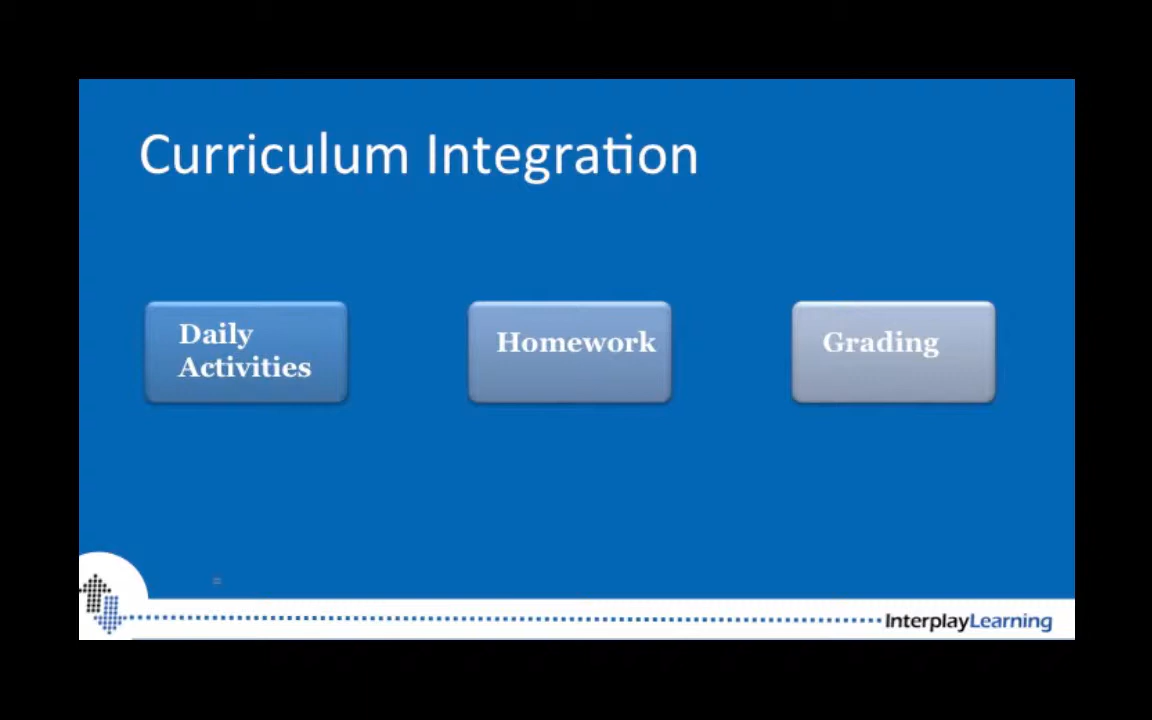 Curriculum Integration
Daily
Activities
Homework
Grading
InterplayLearning